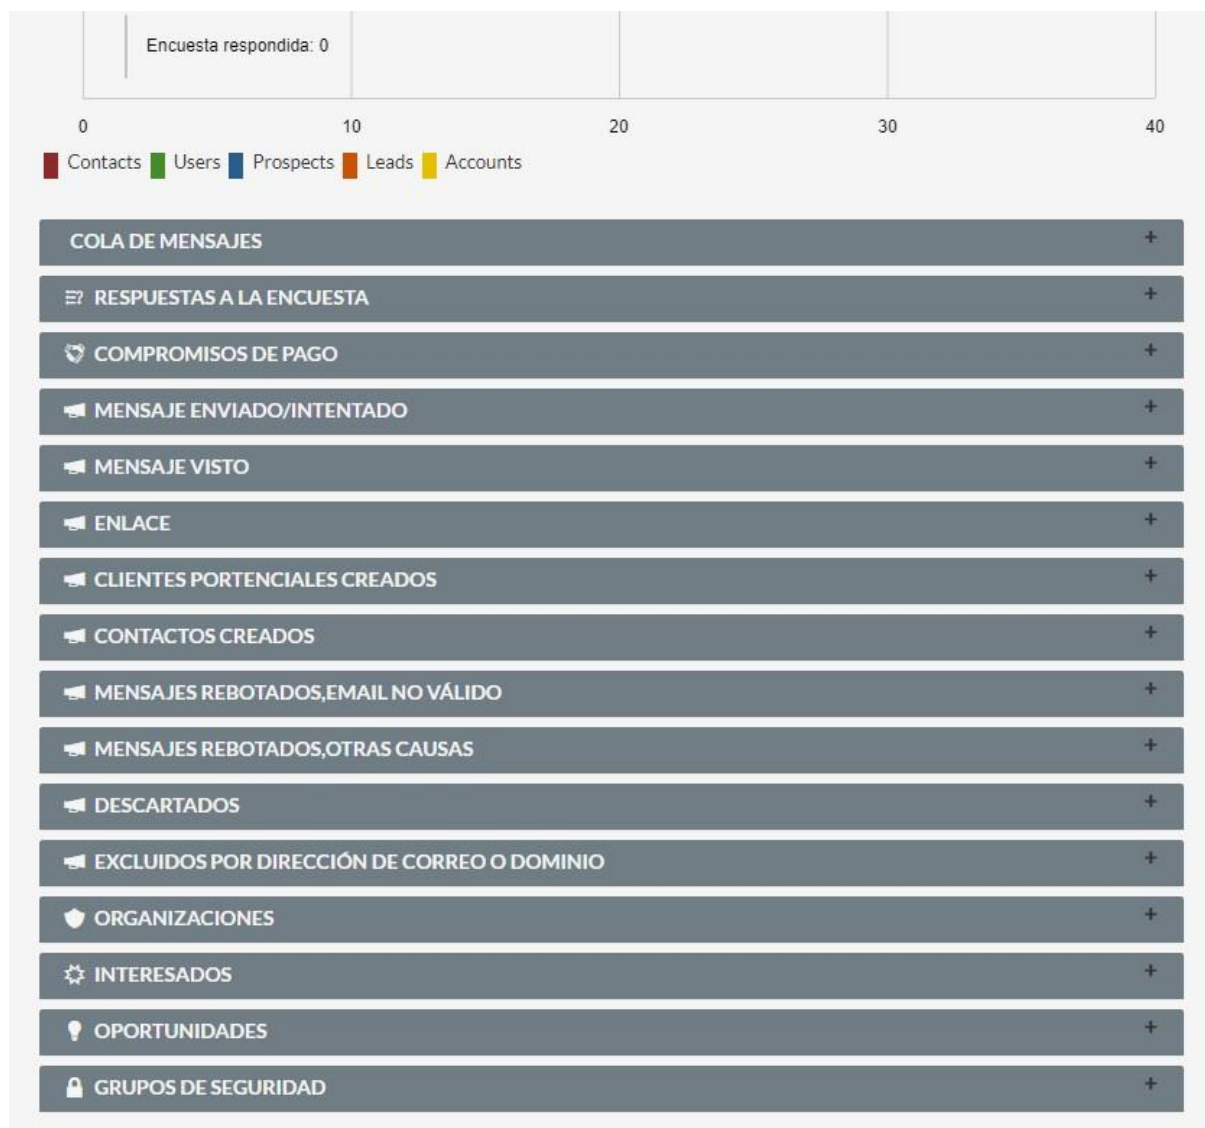 Encuesta respondida: 0
0 10 20 30 40
Contacts Users Prospects Leads Accounts
COLA DE MENSAJES +
RESPUESTAS A LA ENCUESTA +
COMPROMISOS DE PAGO +
MENSAJE ENVIADO/INTENTADO +
MENSAJE VISTO +
ENLACE +
CLIENTES PORTENCIALES CREADOS +
CONTACTOS CREADOS +
MENSAJES REBOTADOS,EMAIL NO VÁLIDO +
MENSAJES REBOTADOS,OTRAS CAUSAS +
DESCARTADOS +
EXCLUIDOS POR DIRECCIÓN DE CORREO O DOMINIO +
ORGANIZACIONES +
INTERESADOS +
OPORTUNIDADES +
GRUPOS DE SEGURIDAD +